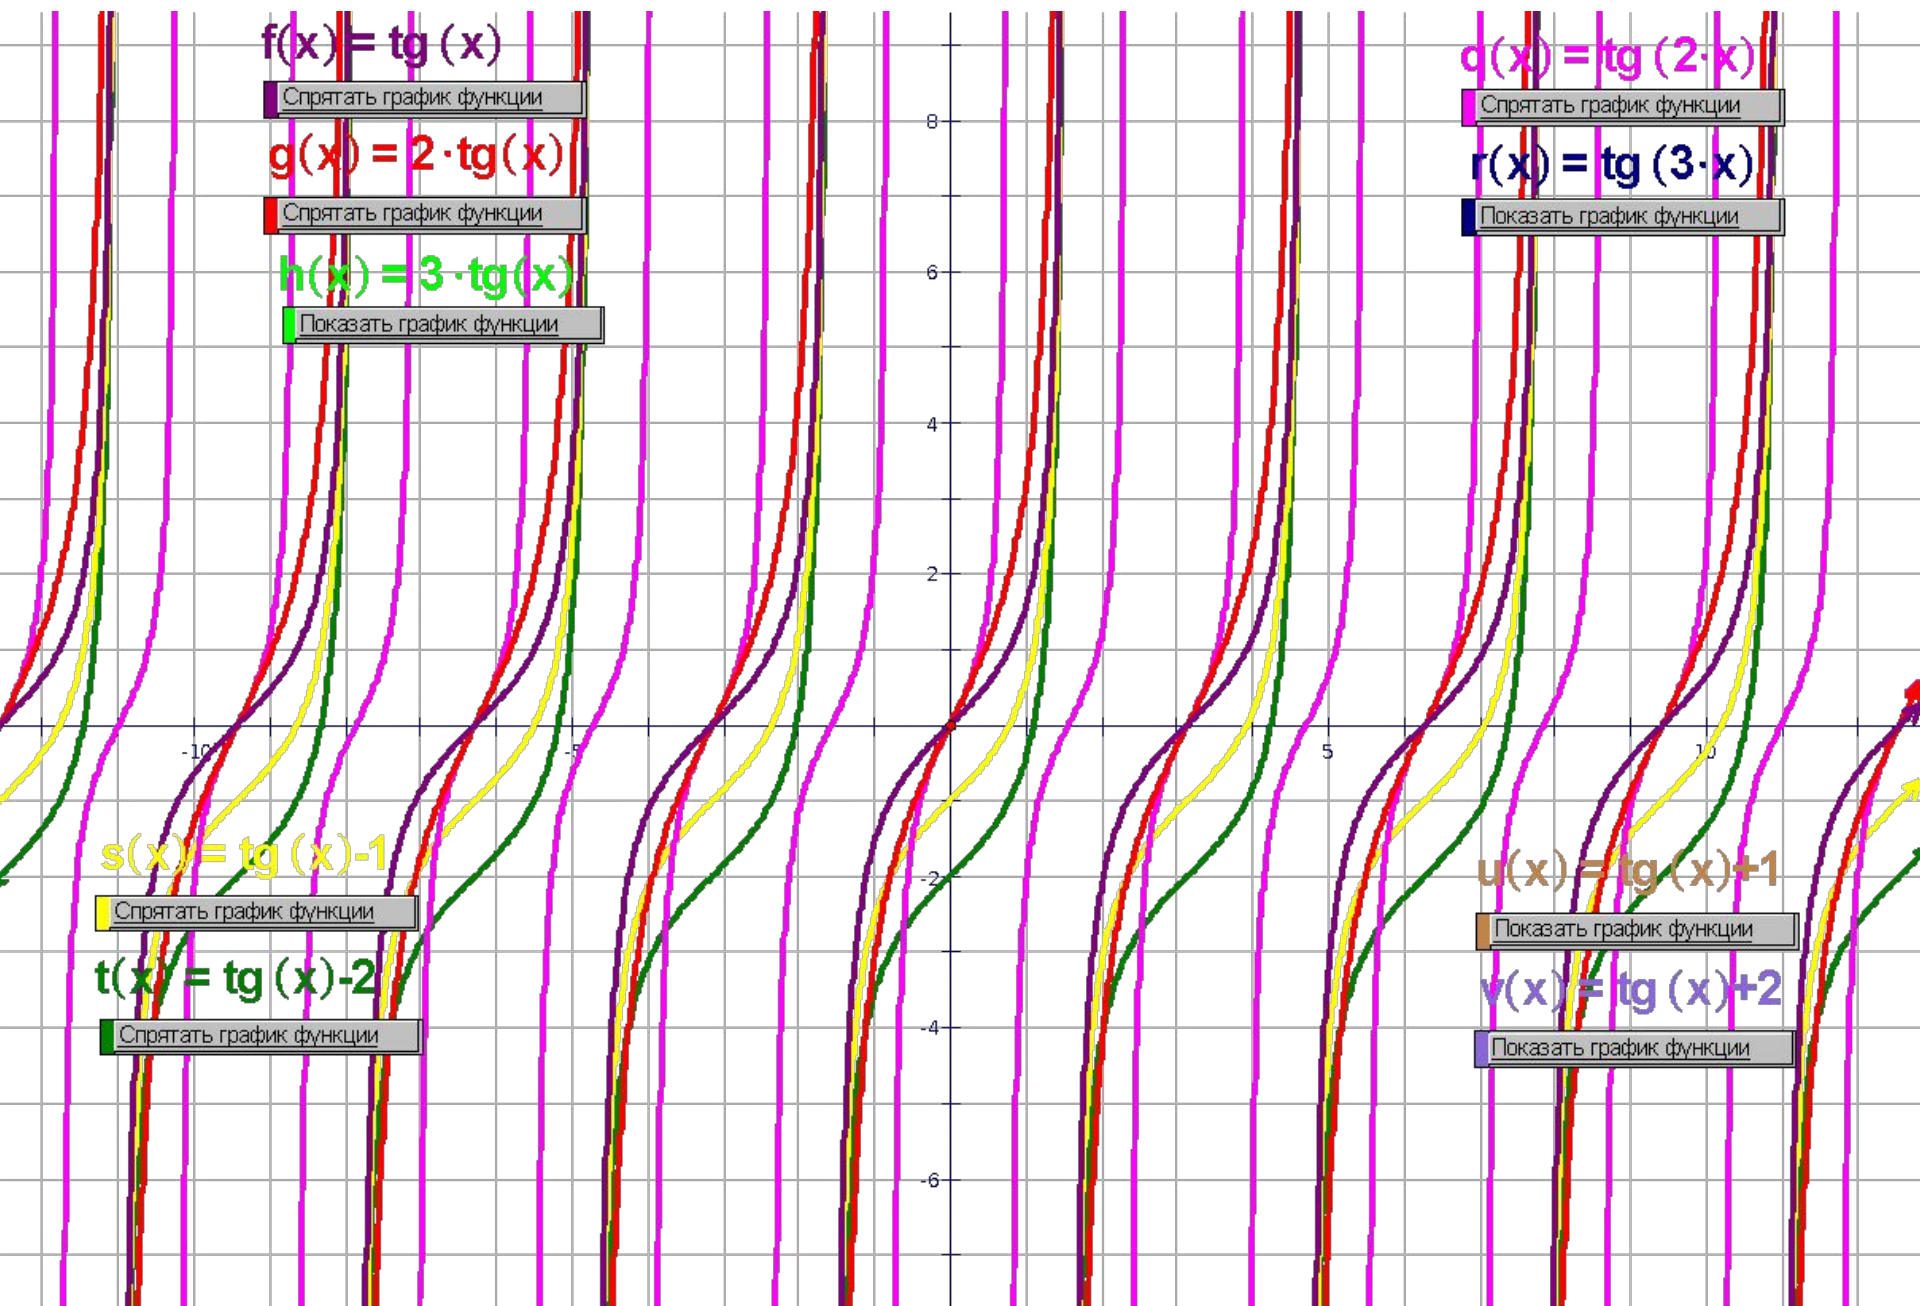 f(x) = tg (x)
Спрятать график функции
g(x) = 2·tg(x)
Спрятать график функции
h(x) = 3·tg(x)
Показать график функции
q(x) = tg (2·x)
Спрятать график функции
r(x) = tg (3·x)
Показать график функции
8
6
4
2
-10
-5
5
10
-2
-4
-6
s(x) = tg (x)-1
Спрятать график функции
t(x) = tg (x)-2
Спрятать график функции
u(x) = tg (x)+1
Показать график функции
v(x) = tg (x)+2
Показать график функции